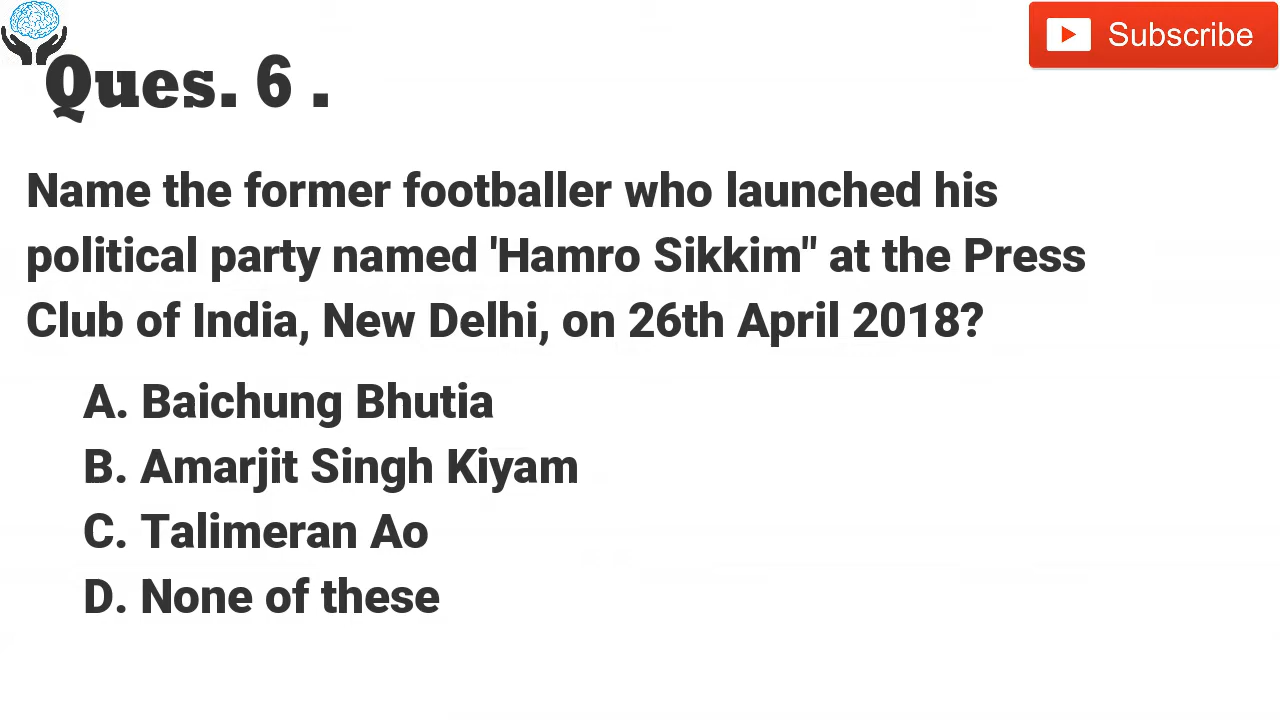 Subscribe
Ques. 6 .
Name the former footballer who launched his
political party named 'Hamro Sikkim" at the Press
Club of India, New Delhi, on 26th April 2018?
A. Baichung Bhutia
B. Amarjit Singh Kiyam
C. Talimeran Ao
D. None of these